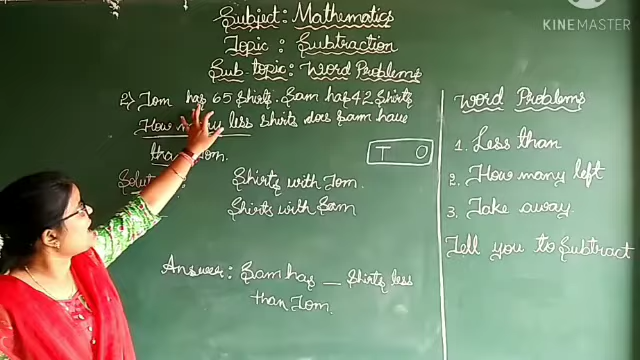 Subject: Mathematics
Topic: Subtraction
Sub topic: Word Problems
2) Tom has 65 Shirts. Sam has 42 Shirts
How many less shirts does Sam have
than Tom.
T O
Shirts with Tom.
Shirts with Sam
Answer: Sam has _ Shirts less
than Tom.
Word Problems
1. Less than
2. How many left
3. Take away.
Tell you to Subtract
KINEMASTER